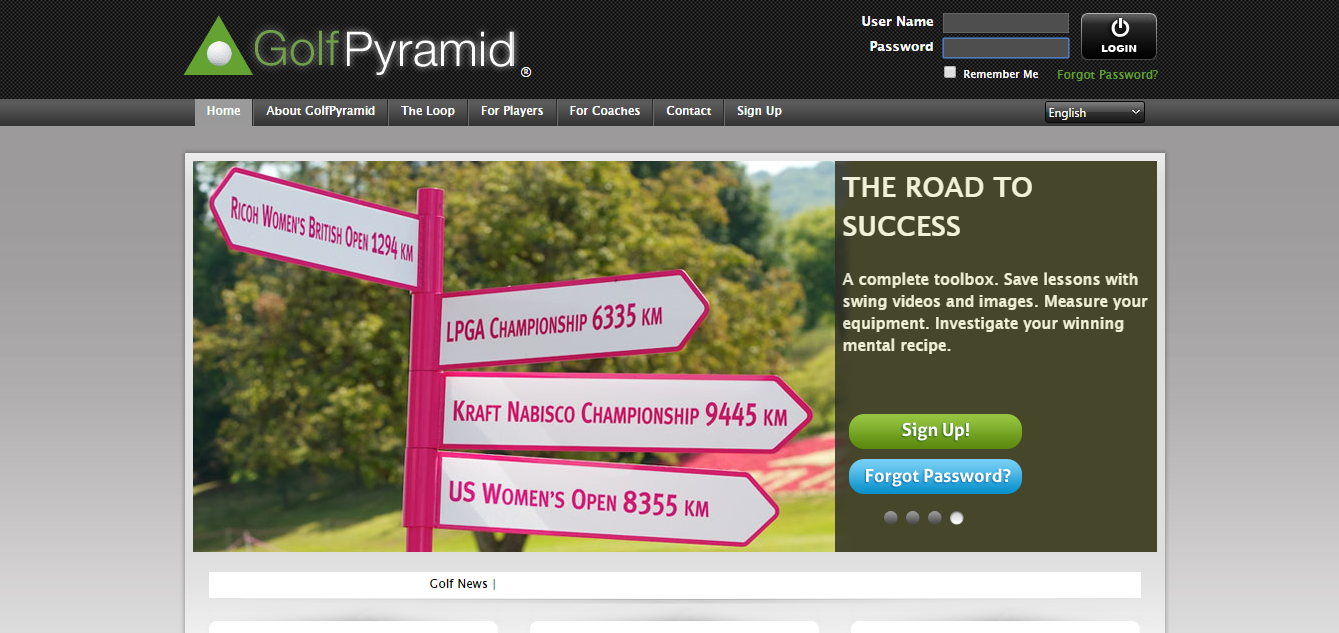 GolfPyramid®
User Name
Password
LOGIN
Remember Me
Forgot Password?
Home
About GolfPyramid
The Loop
For Players
For Coaches
Contact
Sign Up
English
RICOH WOMEN'S BRITISH OPEN 1294 KM
LPGA CHAMPIONSHIP 6335 KM
KRAFT NABISCO CHAMPIONSHIP 9445 KM
US WOMEN'S OPEN 8355 KM
THE ROAD TO
SUCCESS
A complete toolbox. Save lessons with
swing videos and images. Measure your
equipment. Investigate your winning
mental recipe.
Sign Up!
Forgot Password?
Golf News |